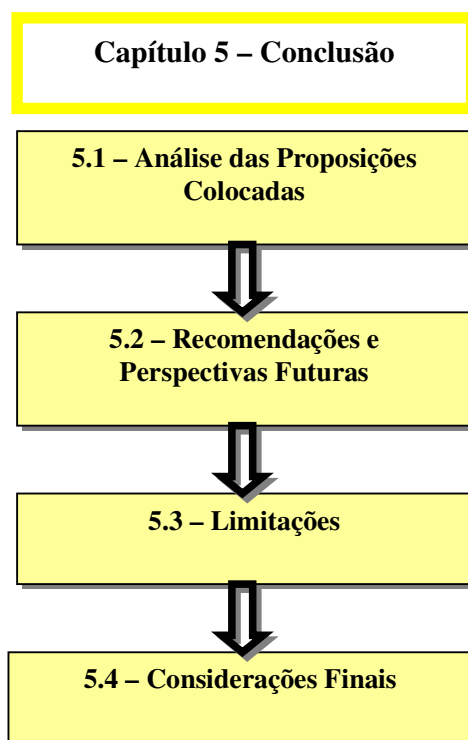 Capítulo 5 – Conclusão
5.1 – Análise das Proposições
Colocadas
5.2 – Recomendações e
Perspectivas Futuras
5.3 – Limitações
5.4 – Considerações Finais